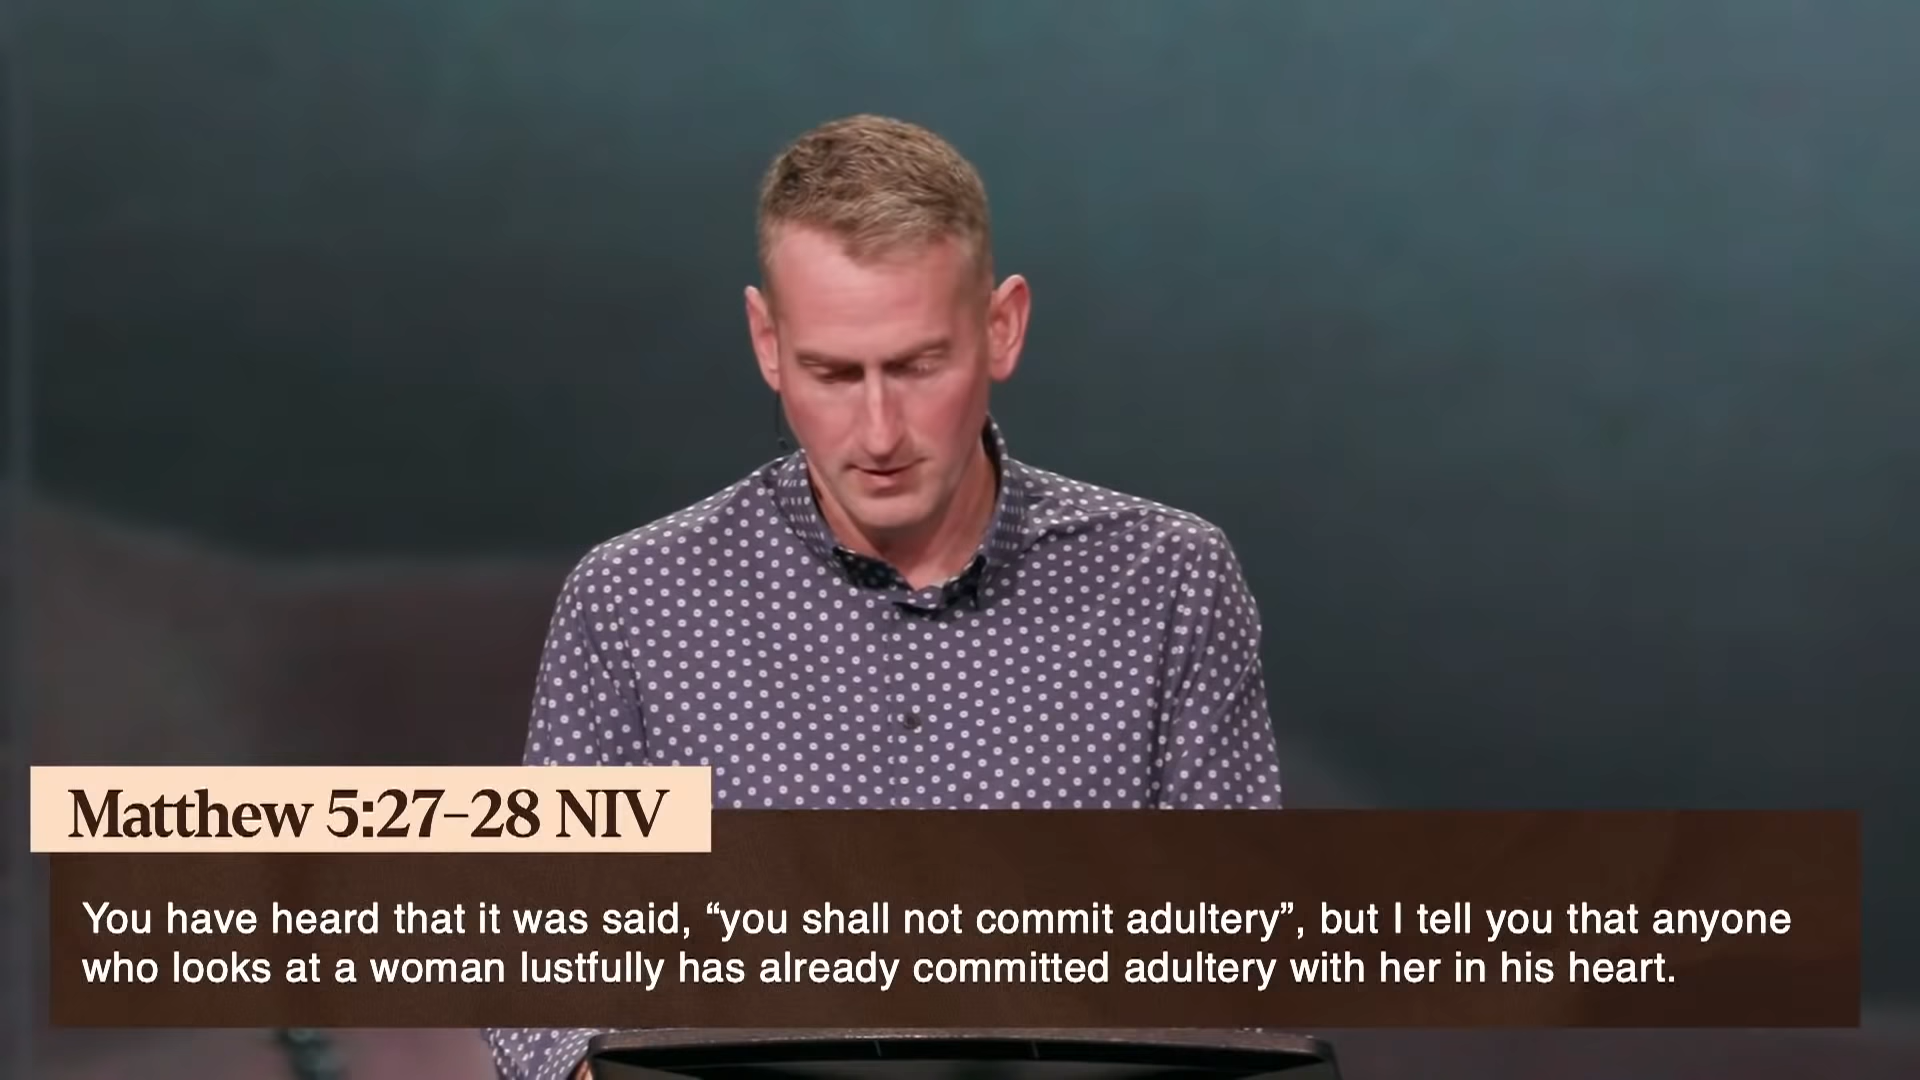 Matthew 5:27–28 NIV
You have heard that it was said, “you shall not commit adultery”, but I tell you that anyone
who looks at a woman lustfully has already committed adultery with her in his heart.